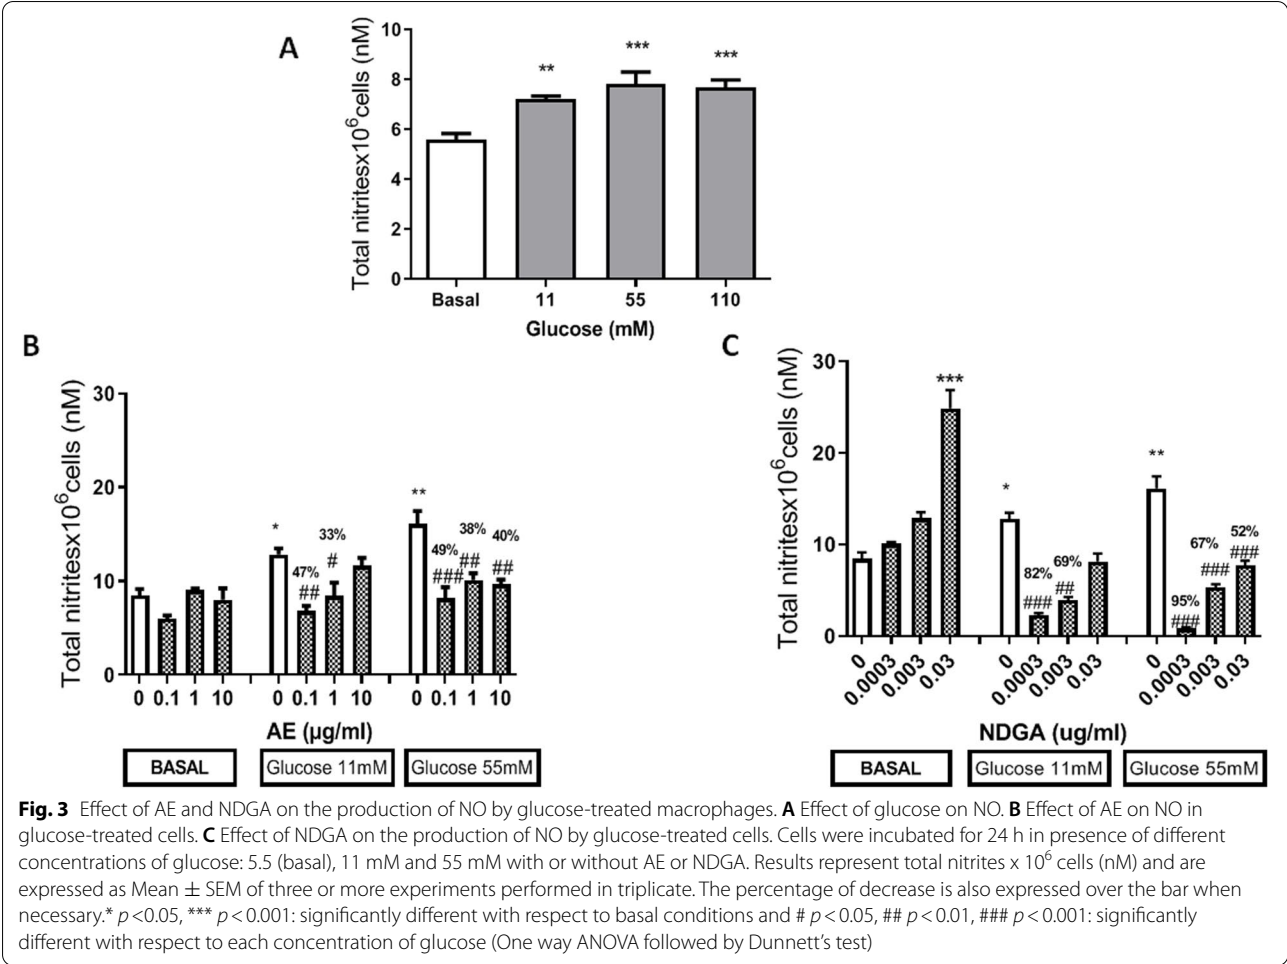 A
Total nitritesx10⁶cells (nM)
10
8
6
4
2
0
**
***
***
Basal 11 55 110
Glucose (mM)
B
Total nitritesx10⁶cells (nM)
30
20
10
0
*
47%
##
33%
#
**
49%
###
38%
##
40%
##
0 0.1 1 10 0 0.1 1 10 0 0.1 1 10
AE (µg/ml)
BASAL Glucose 11mM Glucose 55mM
C
Total nitritesx10⁶cells (nM)
30
20
10
0
***
*
82%
###
69%
##
**
95%
###
67%
###
52%
###
0 0.0003 0.003 0.03 0 0.0003 0.003 0.03 0 0.0003 0.003 0.03
NDGA (ug/ml)
BASAL Glucose 11mM Glucose 55mM
Fig. 3 Effect of AE and NDGA on the production of NO by glucose-treated macrophages. A Effect of glucose on NO. B Effect of AE on NO in
glucose-treated cells. C Effect of NDGA on the production of NO by glucose-treated cells. Cells were incubated for 24 h in presence of different
concentrations of glucose: 5.5 (basal), 11 mM and 55 mM with or without AE or NDGA. Results represent total nitrites x 10⁶ cells (nM) and are
expressed as Mean ± SEM of three or more experiments performed in triplicate. The percentage of decrease is also expressed over the bar when
necessary.* p<0.05, *** p<0.001: significantly different with respect to basal conditions and # p<0.05, ## p<0.01, ### p<0.001: significantly
different with respect to each concentration of glucose (One way ANOVA followed by Dunnett's test)